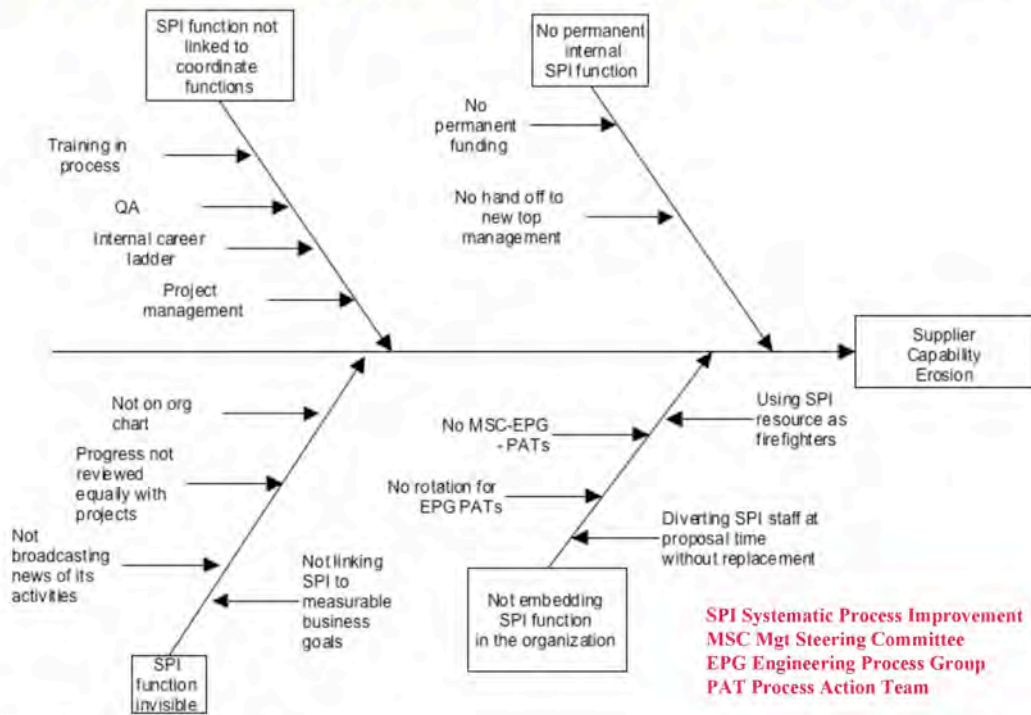 SPI function not
linked to
coordinate
functions
No permanent
internal
SPI function
Training in
process
QA
Internal career
ladder
Project
management
No
permanent
funding
No hand off to
new top
management
Supplier
Capability
Erosion
Not on org
chart
Progress not
reviewed
equally with
projects
Not
broadcasting
news of its
activities
Not linking
SPI to
measurable
business
goals
SPI
function
invisible
No MSC-EPG
- PATs
No rotation for
EPG PATs
Using SPI
resource as
firefighters
Diverting SPI staff at
proposal time
without replacement
Not embedding
SPI function
in the organization
SPI Systematic Process Improvement
MSC Mgt Steering Committee
EPG Engineering Process Group
PAT Process Action Team